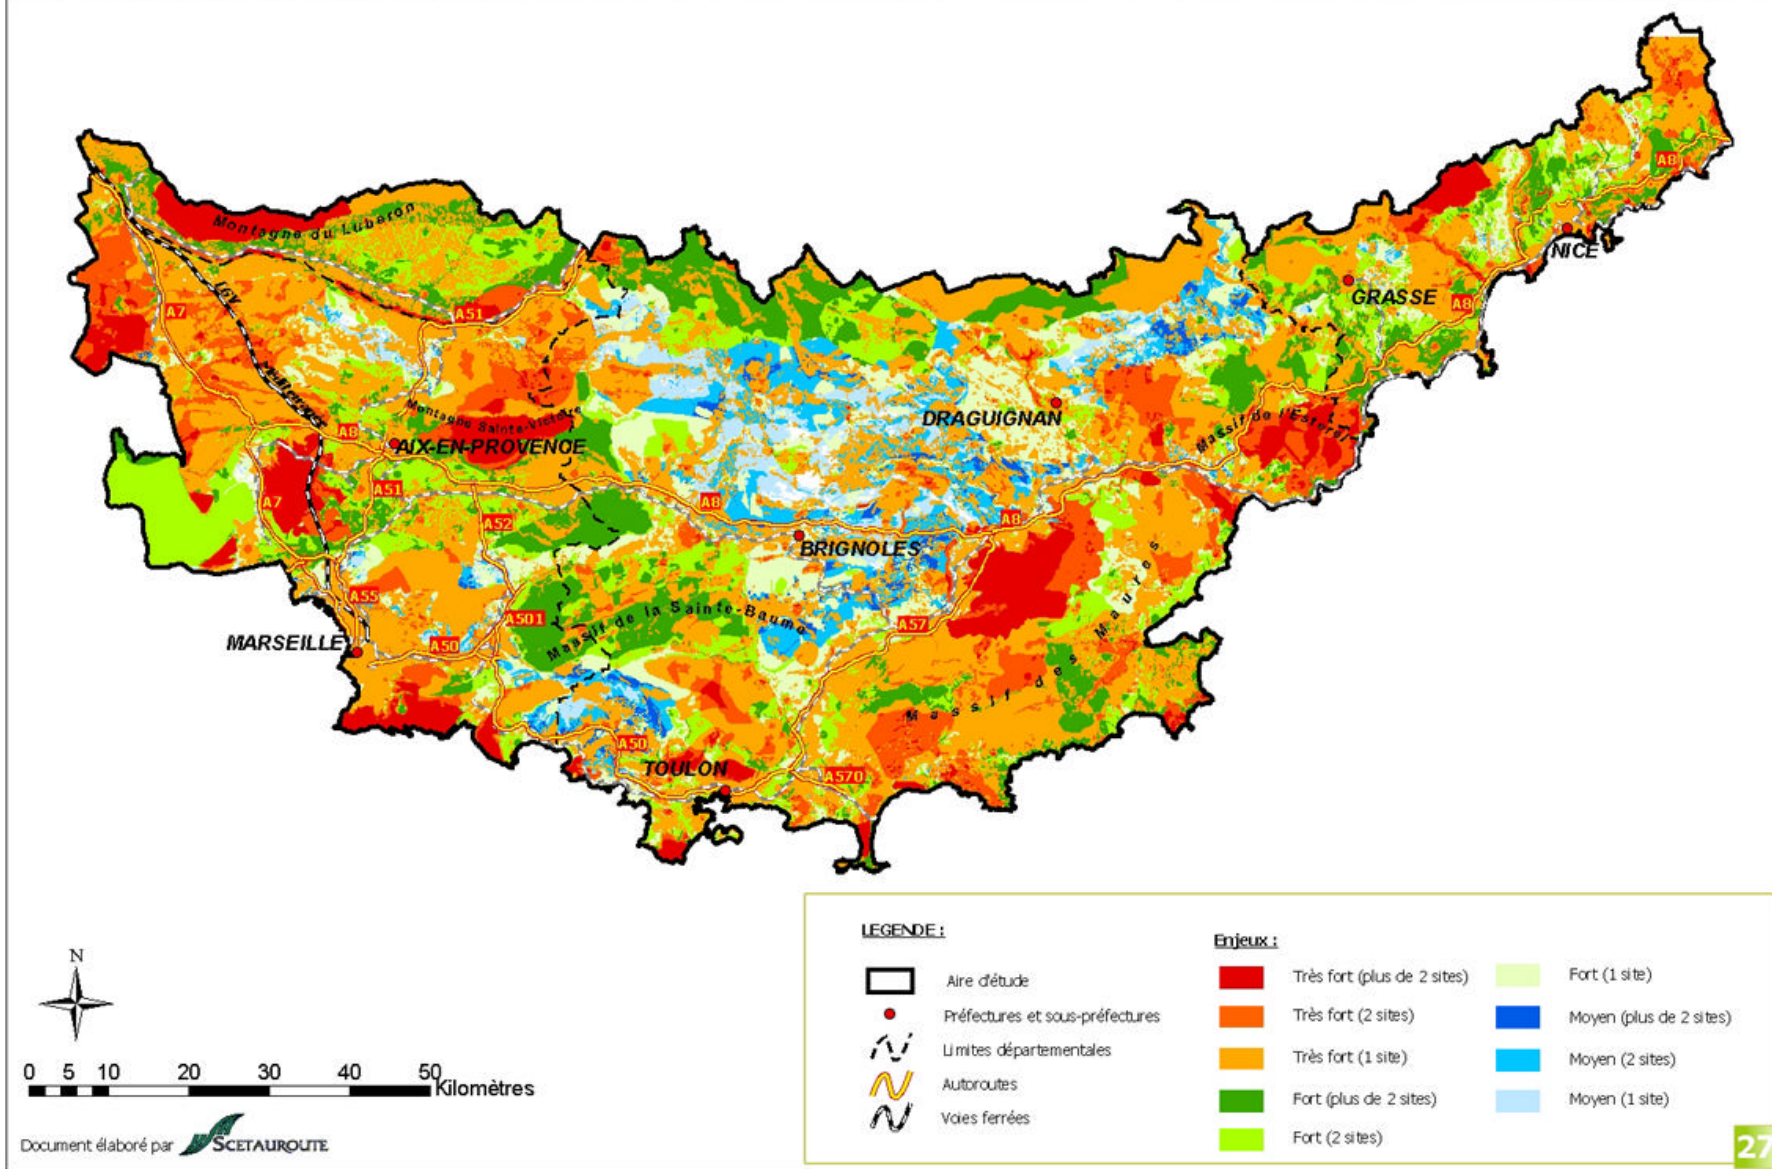 Montagne du Luberon
A8
NICE
LGV
A7
A51
GRASSE
A8
Montagne Sainte-Victoire
DRAGUIGNAN
Massif de l'Esterel
A8
AIX-EN-PROVENCE
A7
A51
A52
A8
A8
BRIGNOLES
A55
A501
Massif de la Sainte-Baume
A57
Massif des Maures
MARSEILLE
A50
A50
TOULON
A570
LEGENDE :
Aire d'étude
Préfectures et sous-préfectures
Limites départementales
Autoroutes
Voies ferrées
Enjeux :
Très fort (plus de 2 sites)
Très fort (2 sites)
Très fort (1 site)
Fort (plus de 2 sites)
Fort (2 sites)
Fort (1 site)
Moyen (plus de 2 sites)
Moyen (2 sites)
Moyen (1 site)
N
0 5 10 20 30 40 50
Kilomètres
Document élaboré par SCETAUROUTE
27